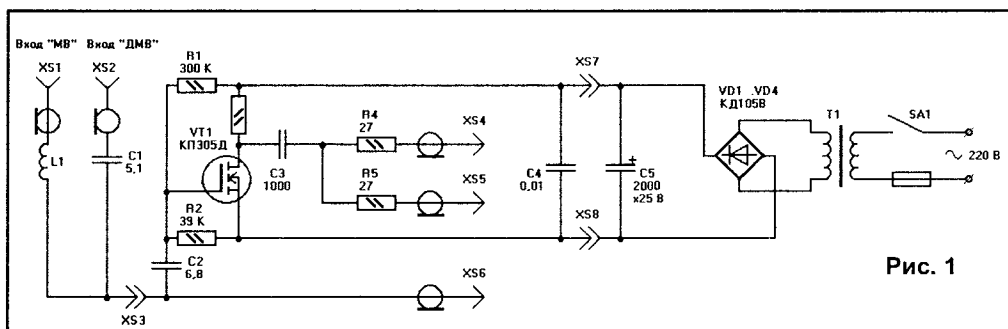 Вход "МВ" Вход "ДМВ"
XS1 XS2
R1
300 К
XS7
VD1 ..VD4
КД105В
T1
SA1
VT1
КП305Д
R4
27
XS4
~ 220 В
L1
C1
5,1
C3
1000
R5
27
XS5
C4
0,01
+
C5
2000
х25 В
R2
39 К
XS8
C2
6,8
XS6
Рис. 1
XS3